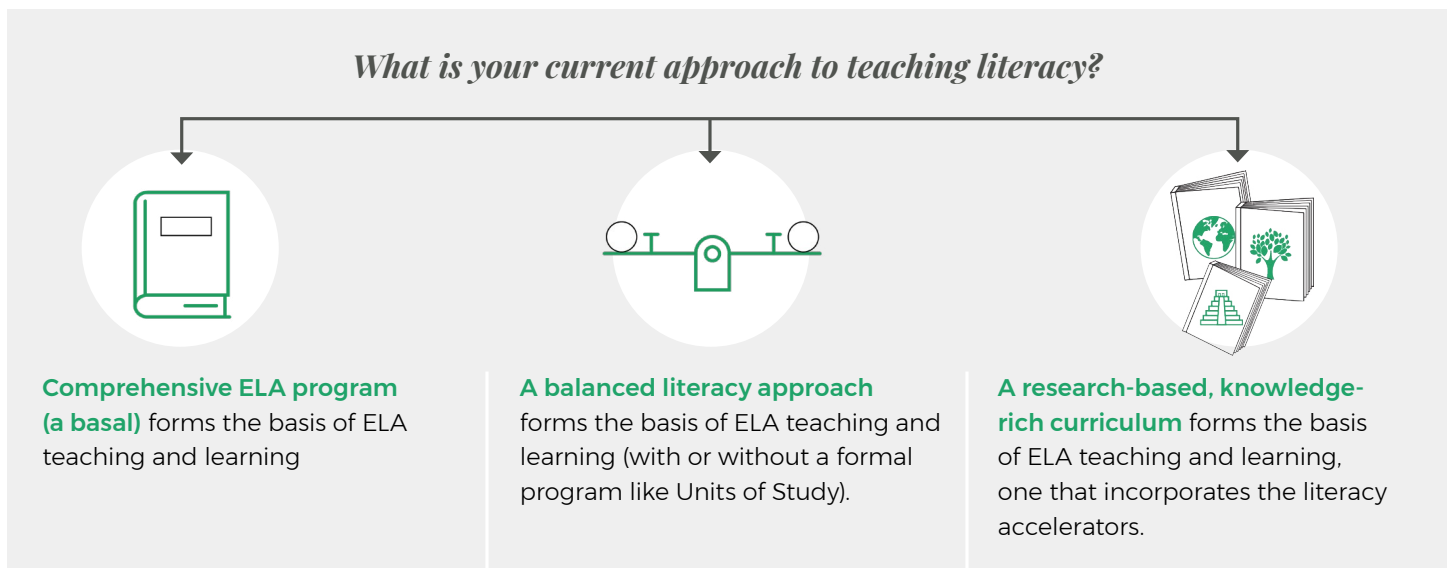 What is your current approach to teaching literacy?
Comprehensive ELA program
(a basal) forms the basis of ELA
teaching and learning
A balanced literacy approach
forms the basis of ELA teaching and
learning (with or without a formal
program like Units of Study).
A research-based, knowledge-
rich curriculum forms the basis
of ELA teaching and learning,
one that incorporates the literacy
accelerators.